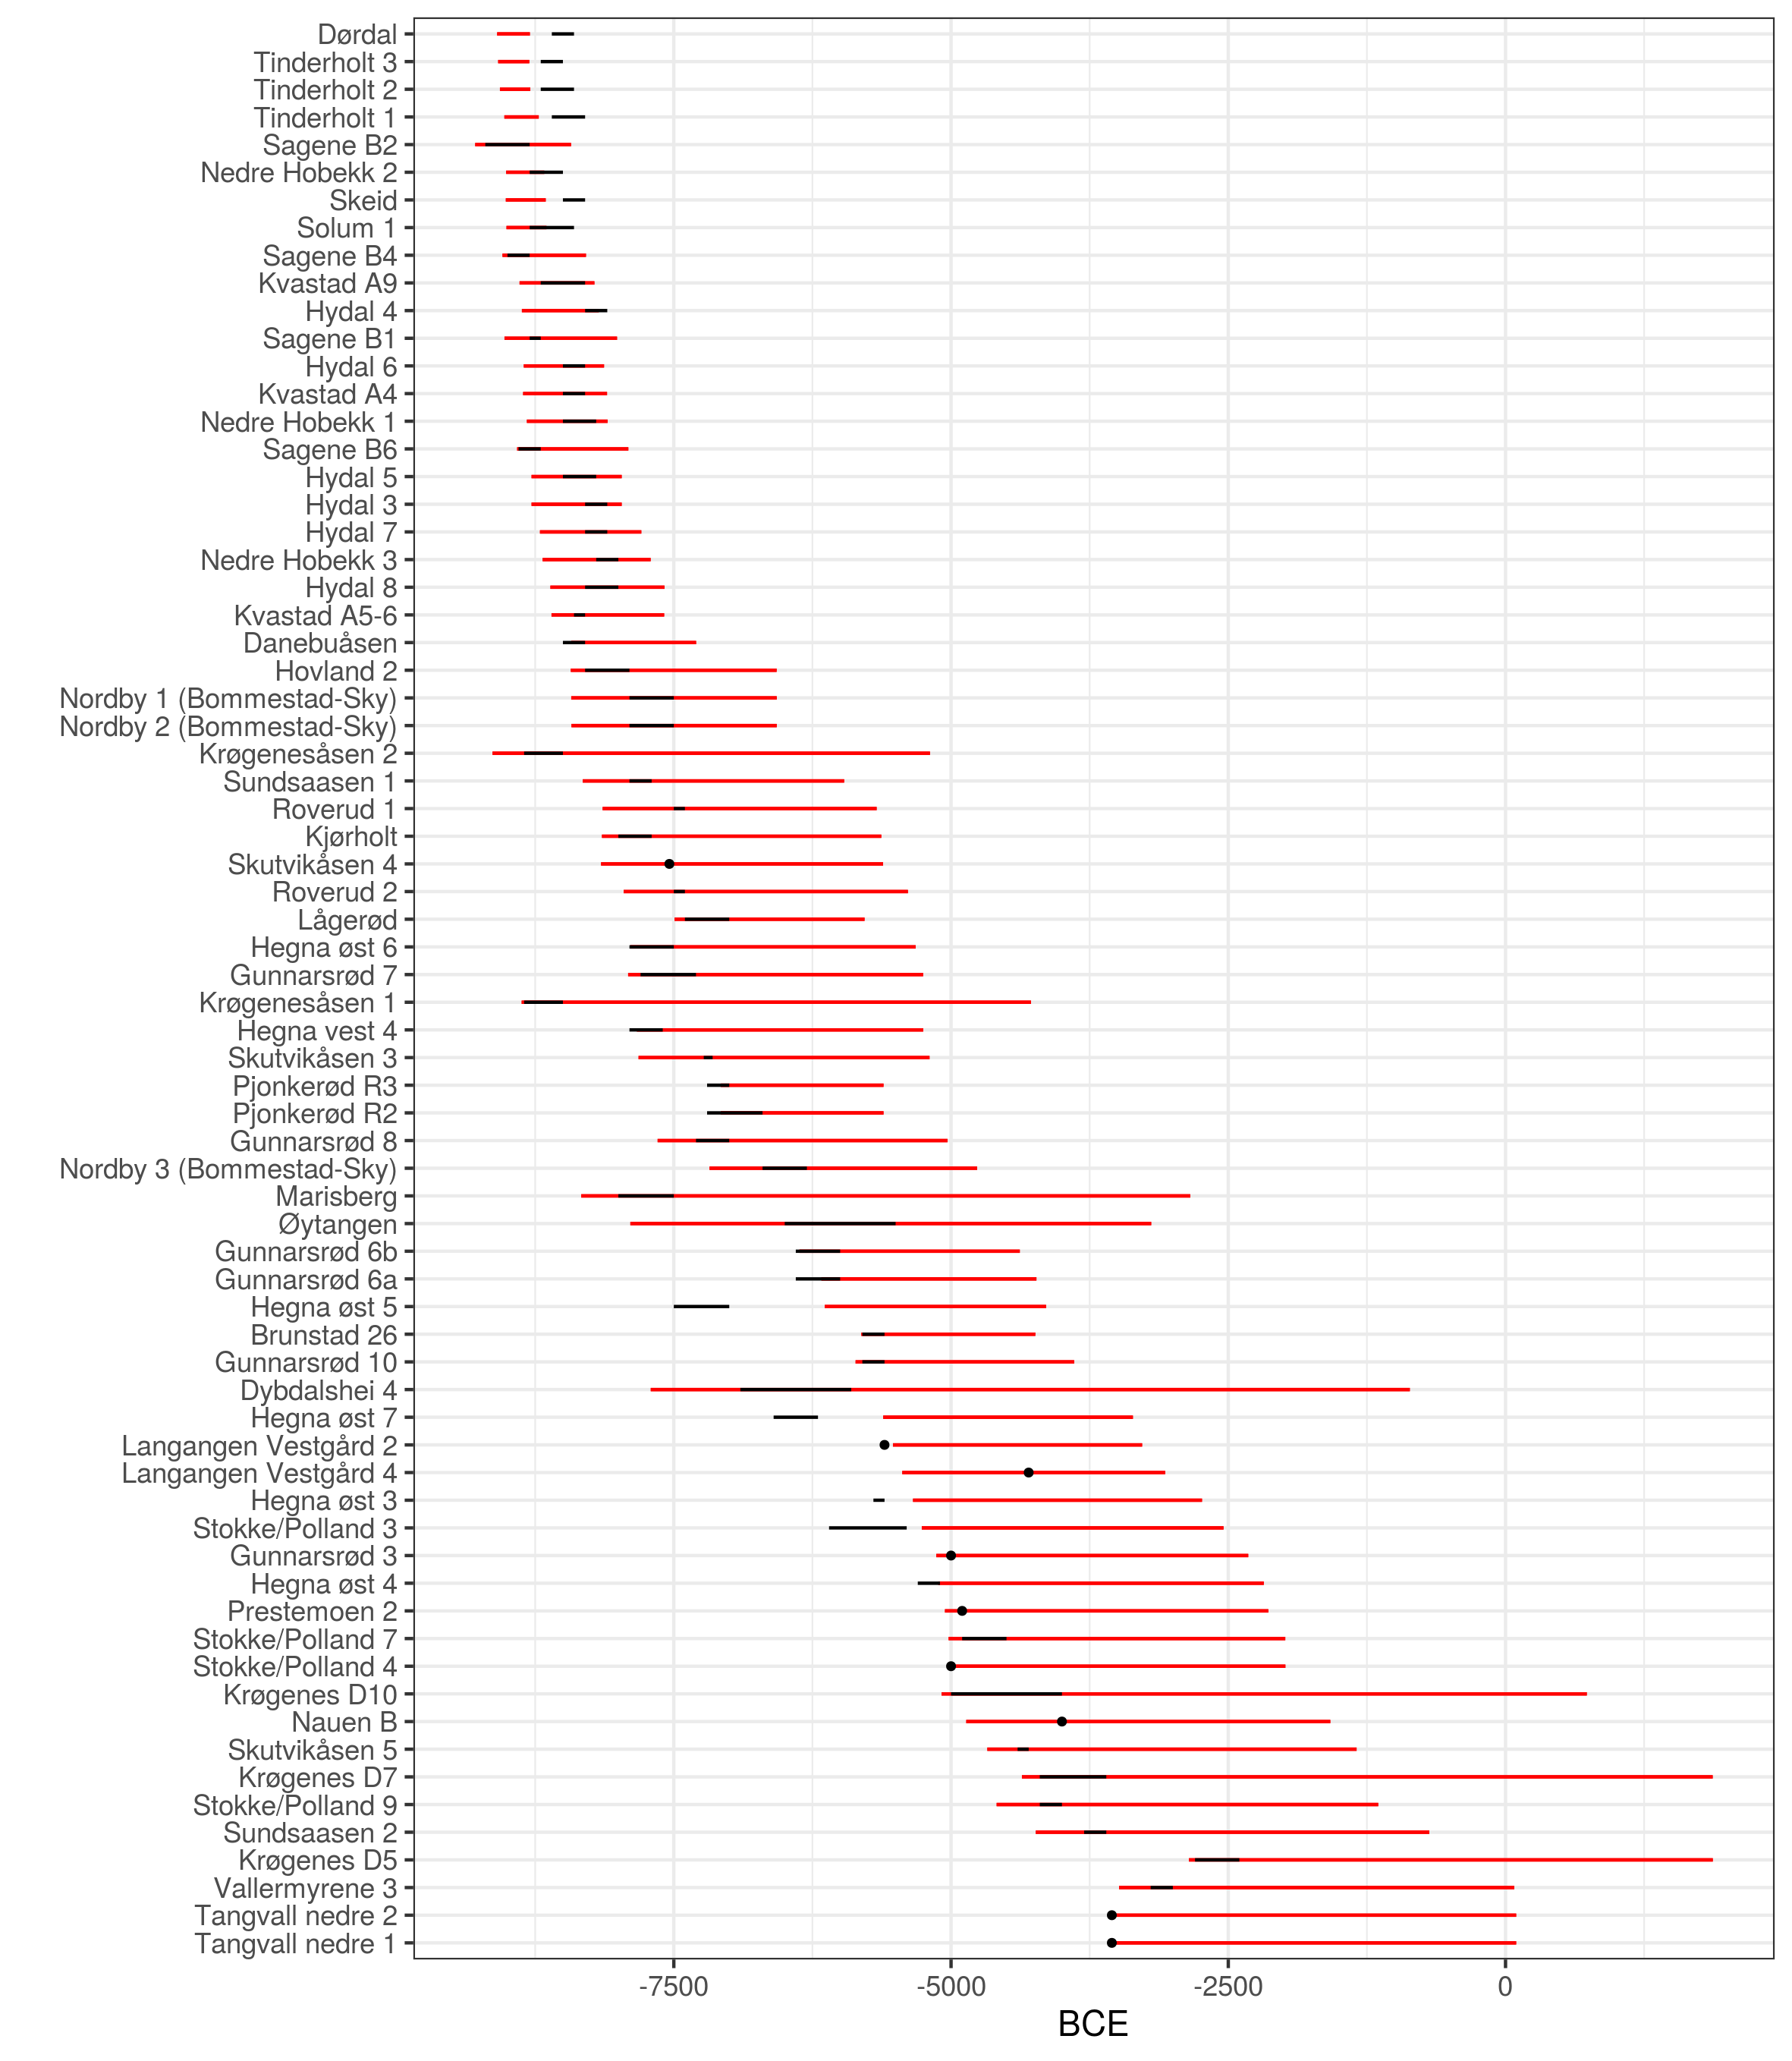 Dørdal
Tinderholt 3
Tinderholt 2
Tinderholt 1
Sagene B2
Nedre Hobekk 2
Skeid
Solum 1
Sagene B4
Kvastad A9
Hydal 4
Sagene B1
Hydal 6
Kvastad A4
Nedre Hobekk 1
Sagene B6
Hydal 5
Hydal 3
Hydal 7
Nedre Hobekk 3
Hydal 8
Kvastad A5-6
Danebuåsen
Hovland 2
Nordby 1 (Bommestad-Sky)
Nordby 2 (Bommestad-Sky)
Krøgenesåsen 2
Sundsaasen 1
Roverud 1
Kjørholt
Skutvikåsen 4
Roverud 2
Lågerød
Hegna øst 6
Gunnarsrød 7
Krøgenesåsen 1
Hegna vest 4
Skutvikåsen 3
Pjonkerød R3
Pjonkerød R2
Gunnarsrød 8
Nordby 3 (Bommestad-Sky)
Marisberg
Øytangen
Gunnarsrød 6b
Gunnarsrød 6a
Hegna øst 5
Brunstad 26
Gunnarsrød 10
Dybdalshei 4
Hegna øst 7
Langangen Vestgård 2
Langangen Vestgård 4
Hegna øst 3
Stokke/Polland 3
Gunnarsrød 3
Hegna øst 4
Prestemoen 2
Stokke/Polland 7
Stokke/Polland 4
Krøgenes D10
Nauen B
Skutvikåsen 5
Krøgenes D7
Stokke/Polland 9
Sundsaasen 2
Krøgenes D5
Vallermyrene 3
Tangvall nedre 2
Tangvall nedre 1
-7500 -5000 -2500 0
BCE